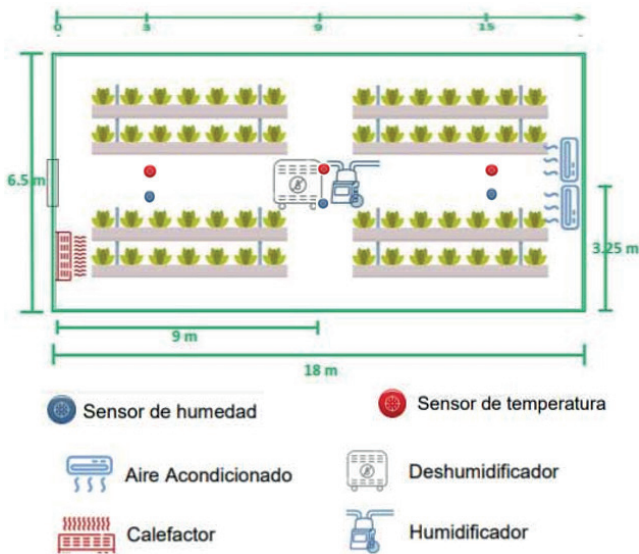 0 3 9 15
6.5 m
3.25 m
9 m
18 m
Sensor de humedad
Sensor de temperatura
Aire Acondicionado
Deshumidificador
Calefactor
Humidificador